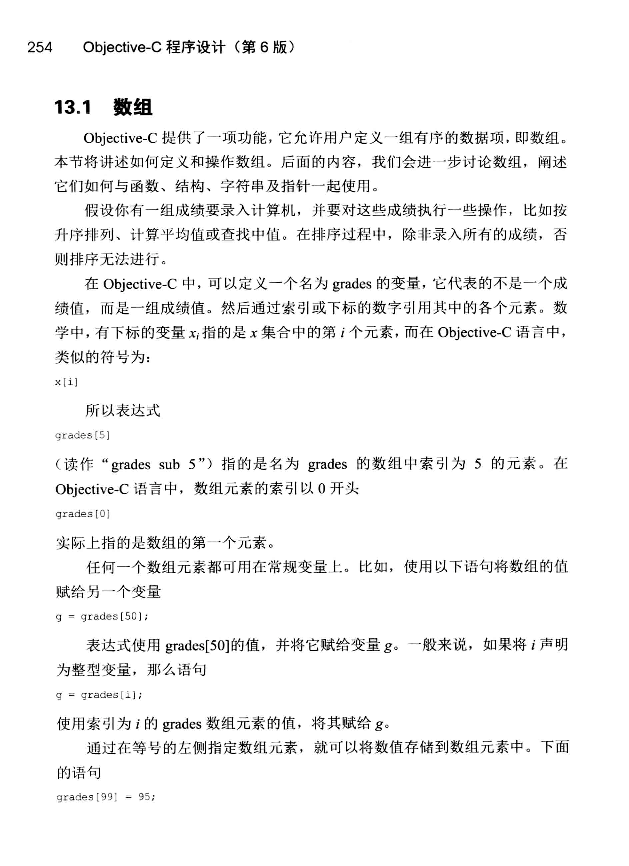 254 Objective-C 程序设计（第 6 版）
13.1 数组
Objective-C 提供了一项功能，它允许用户定义一组有序的数据项，即数组。
本节将讲述如何定义和操作数组。后面的内容，我们会进一步讨论数组，阐述
它们如何与函数、结构、字符串及指针一起使用。
假设你有一组成绩要录入计算机，并要对这些成绩执行一些操作，比如按
升序排列、计算平均值或查找中值。在排序过程中，除非录入所有的成绩，否
则排序无法进行。
在 Objective-C 中，可以定义一个名为 grades 的变量，它代表的不是一个成
绩值，而是一组成绩值。然后通过索引或下标的数字引用其中的各个元素。数
学中，有下标的变量 xi 指的是 x 集合中的第 i 个元素，而在 Objective-C 语言中，
类似的符号为：
x[i]
所以表达式
grades[5]
（读作“grades sub 5”）指的是名为 grades 的数组中索引为 5 的元素。在
Objective-C 语言中，数组元素的索引以 0 开头
grades[0]
实际上指的是数组的第一个元素。
任何一个数组元素都可用在常规变量上。比如，使用以下语句将数组的值
赋给另一个变量
g = grades[50];
表达式使用 grades[50]的值，并将它赋给变量 g。一般来说，如果将 i 声明
为整型变量，那么语句
g = grades[i];
使用索引为 i 的 grades 数组元素的值，将其赋给 g。
通过在等号的左侧指定数组元素，就可以将数值存储到数组元素中。下面
的语句
grades[99] = 95;